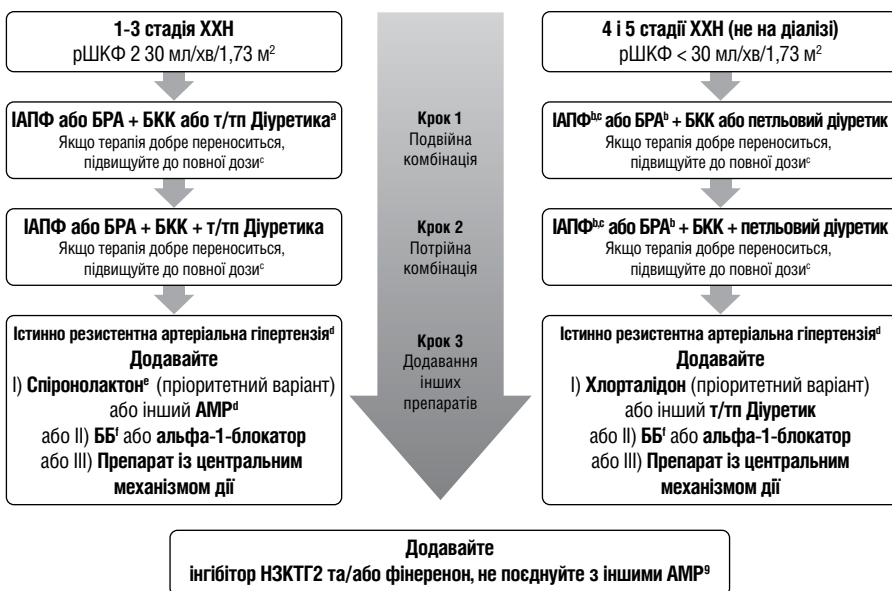 1-3 стадія ХХН
рШКФ 2 30 мл/хв/1,73 м²
ІАПФ або БРА + БКК або т/тп Діуретикаᵃ
Якщо терапія добре переноситься,
підвищуйте до повної дозиᶜ
ІАПФ або БРА + БКК + т/тп Діуретика
Якщо терапія добре переноситься,
підвищуйте до повної дозиᶜ
Істинно резистентна артеріальна гіпертензіяᵈ
Додавайте
I) Спіронолактонᵉ (пріоритетний варіант)
або інший АМРᵈ
або II) ББᶠ або альфа-1-блокатор
або III) Препарат із центральним
механізмом дії
Крок 1
Подвійна
комбінація
Крок 2
Потрійна
комбінація
Крок 3
Додавання
інших
препаратів
4 і 5 стадії ХХН (не на діалізі)
рШКФ < 30 мл/хв/1,73 м²
ІАПФᵇ,ᶜ або БРАᵇ + БКК або петльовий діуретик
Якщо терапія добре переноситься,
підвищуйте до повної дозиᶜ
ІАПФᵇ,ᶜ або БРАᵇ + БКК + петльовий діуретик
Якщо терапія добре переноситься,
підвищуйте до повної дозиᶜ
Істинно резистентна артеріальна гіпертензіяᵈ
Додавайте
I) Хлорталідон (пріоритетний варіант)
або інший т/тп Діуретик
або II) ББᶠ або альфа-1-блокатор
або III) Препарат із центральним
механізмом дії
Додавайте
інгібітор НЗКТГ2 та/або фінеренон, не поєднуйте з іншими АМРᵍ